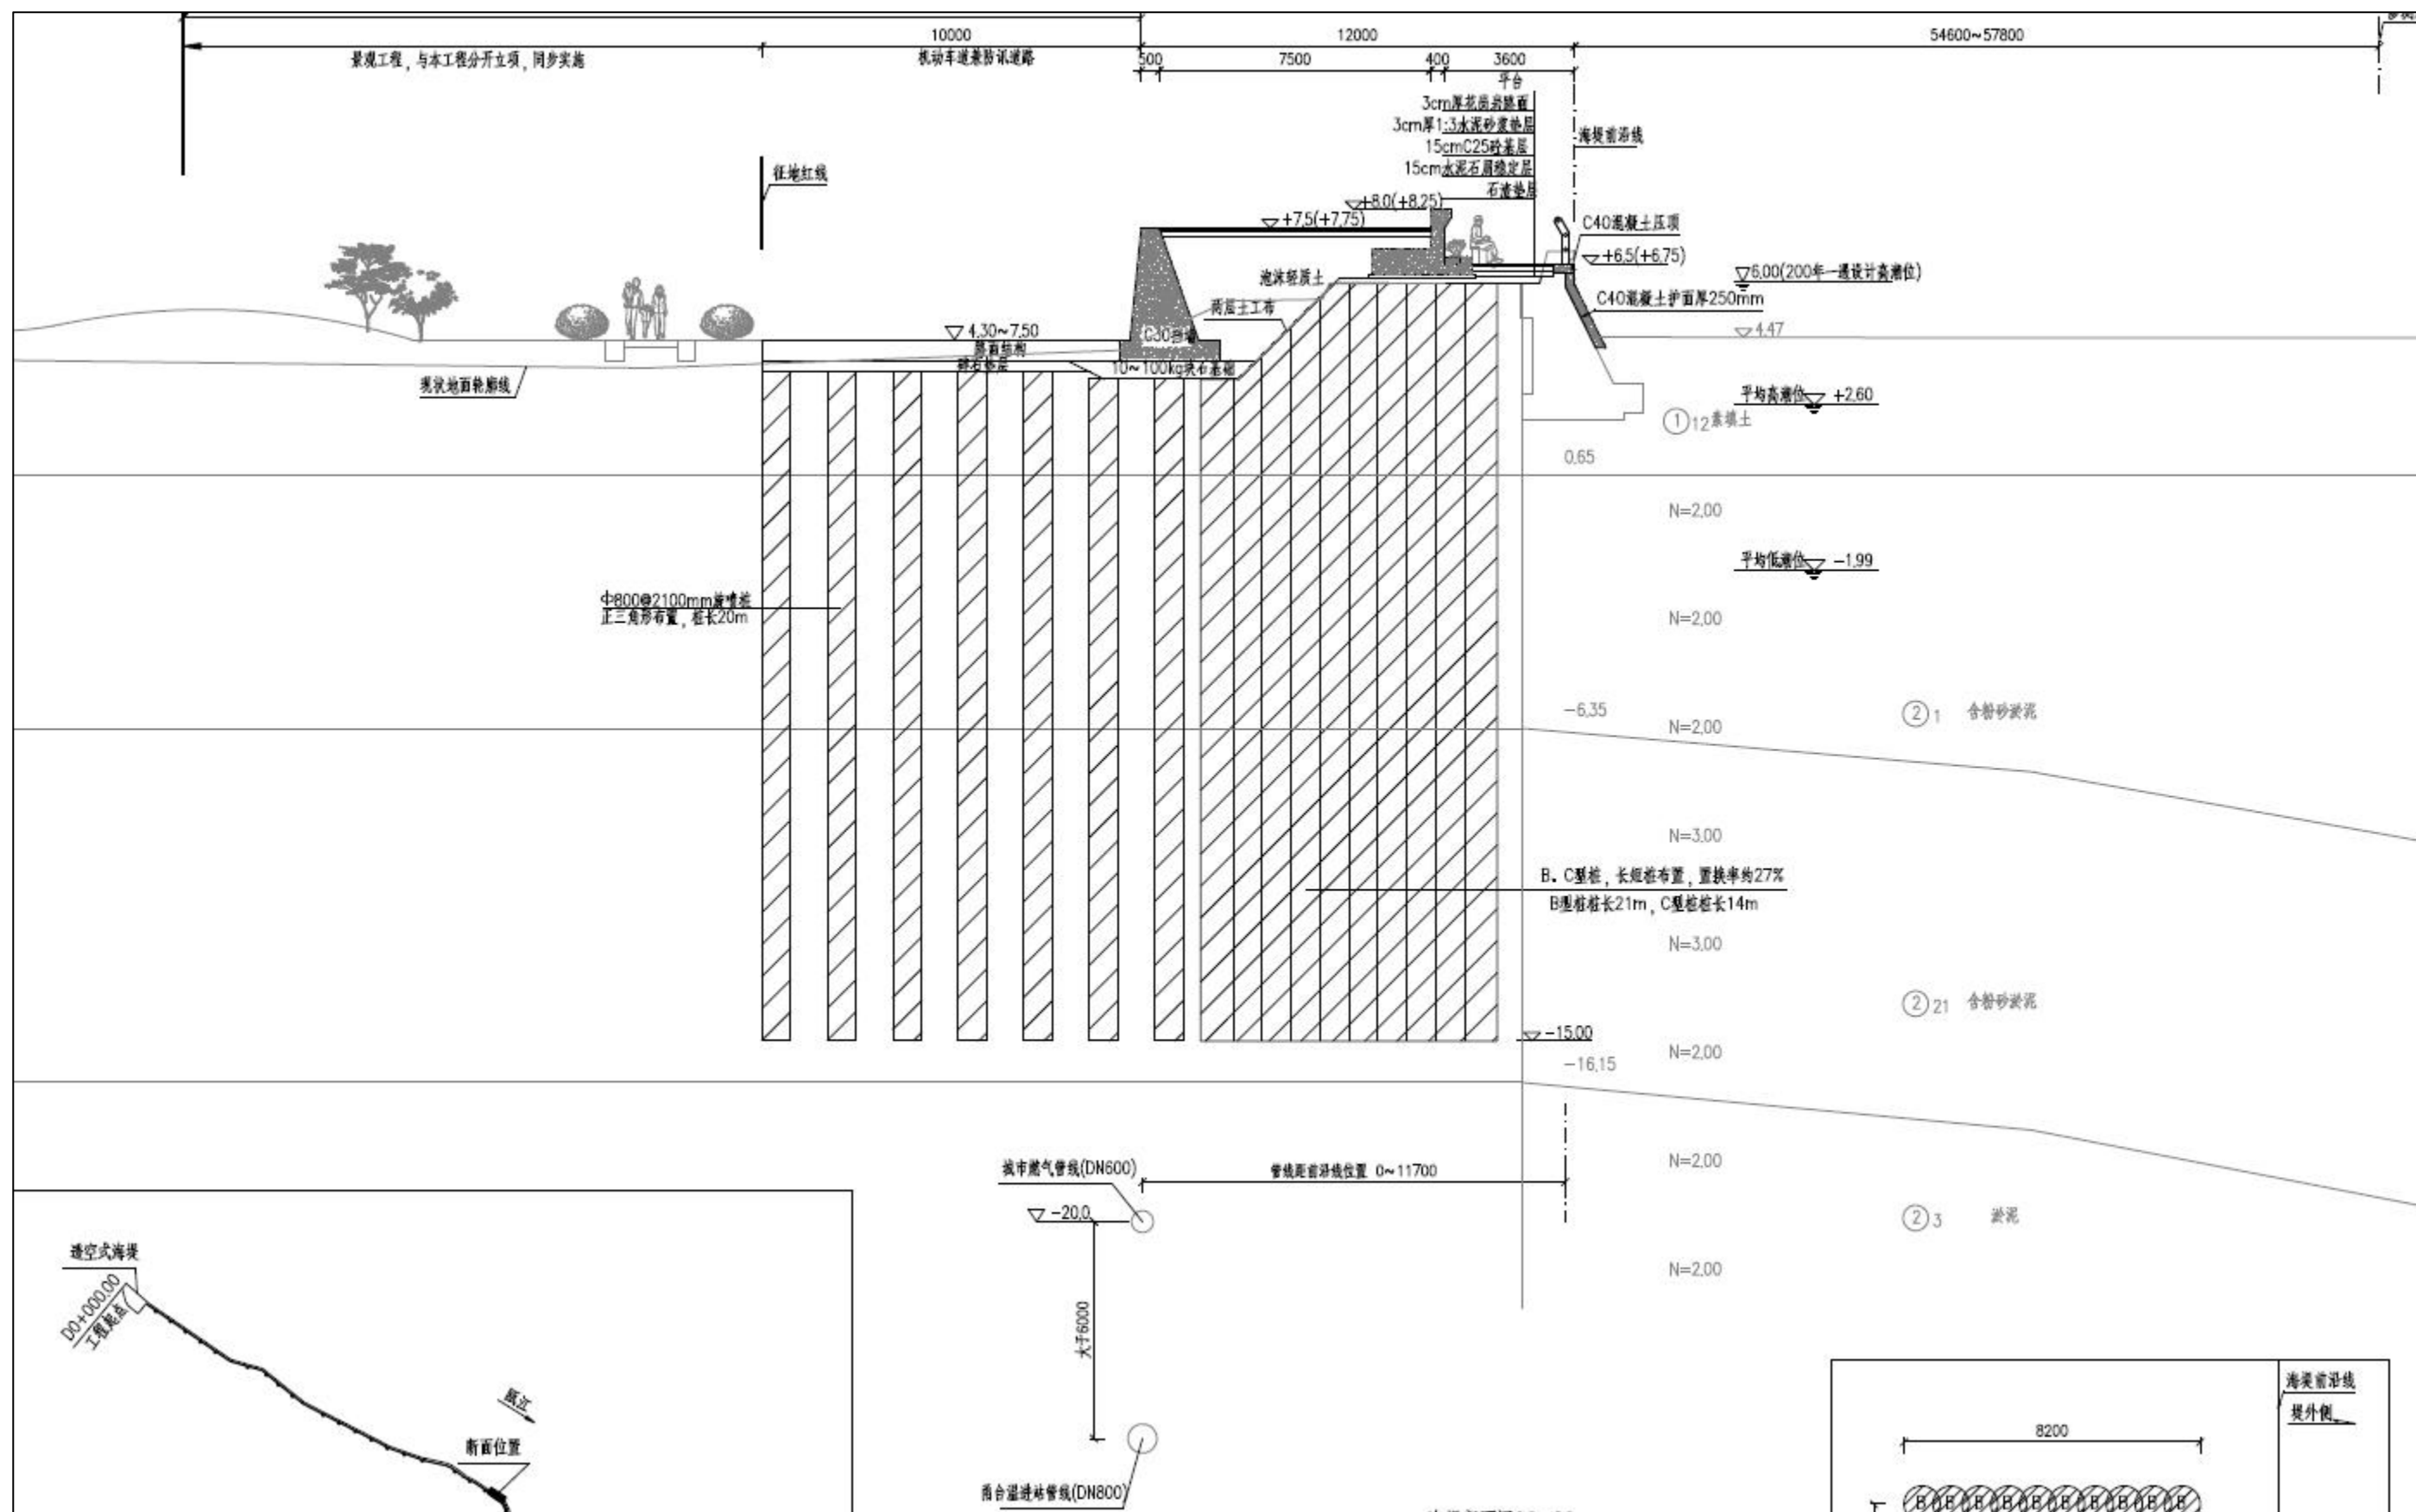 10000
12000
54600~57800
景观工程，与本工程分开立项，同步实施
机动车道兼防汛道路
500
7500
400
3600
平台
3cm厚花岗岩路面
3cm厚1:3水泥砂浆垫层
15cmC25砼基层
15cm水泥石屑稳定层
石渣垫层
海堤前沿线
征地红线
+8.0(+8.25)
+7.5(+7.75)
C40混凝土压顶
+6.5(+6.75)
6.00(200年一遇设计高潮位)
泡沫轻质土
C40混凝土护面厚250mm
两层土工布
4.30~7.50
C30挡墙
4.47
路面结构
碎石垫层
10~100kg块石基础
现状地面轮廓线
平均高潮位 +2.60
①12素填土
0.65
N=2.00
平均低潮位 -1.99
Φ800@2100mm旋喷桩
正三角形布置，桩长20m
N=2.00
-6.35
N=2.00
②1 含粉砂淤泥
N=3.00
B、C型桩，长短桩布置，置换率约27%
B型桩桩长21m，C型桩桩长14m
N=3.00
②21 含粉砂淤泥
-15.00
N=2.00
-16.15
城市燃气管线(DN600)
管线距前沿线位置 0~11700
N=2.00
-20.0
②3 淤泥
N=2.00
透空式海堤
D0+000.00
工程起点
大于6000
瓯江
断面位置
甬台温进站管线(DN800)
海堤前沿线
堤外侧
8200
B B B B B B B B B B